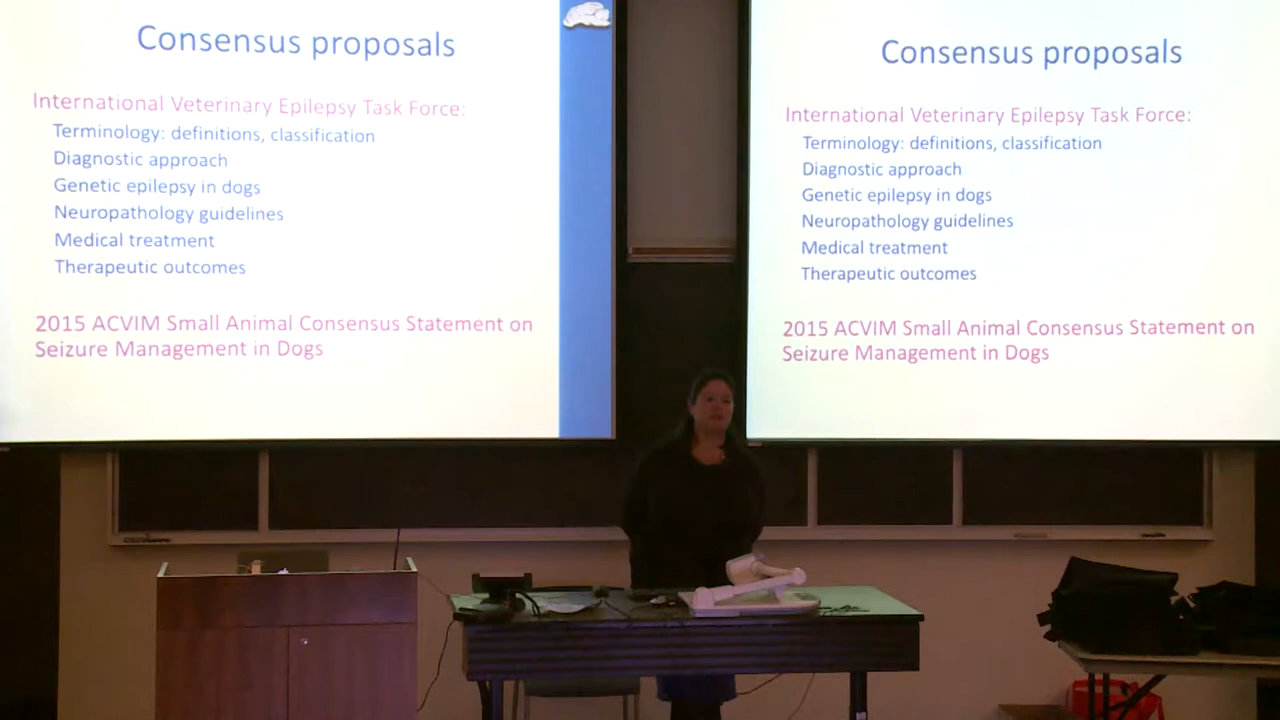 Consensus proposals
International Veterinary Epilepsy Task Force:
Terminology: definitions, classification
Diagnostic approach
Genetic epilepsy in dogs
Neuropathology guidelines
Medical treatment
Therapeutic outcomes
2015 ACVIM Small Animal Consensus Statement on
Seizure Management in Dogs
Consensus proposals
International Veterinary Epilepsy Task Force:
Terminology: definitions, classification
Diagnostic approach
Genetic epilepsy in dogs
Neuropathology guidelines
Medical treatment
Therapeutic outcomes
2015 ACVIM Small Animal Consensus Statement on
Seizure Management in Dogs